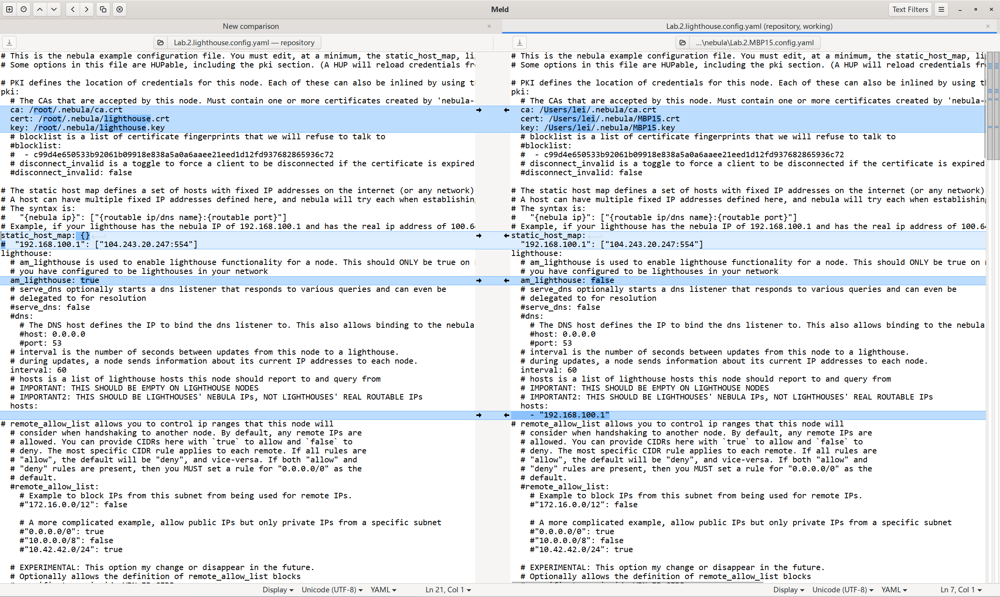 Meld
Text Filters
New comparison
Lab.2.lighthouse.config.yaml (repository, working)
Lab.2.lighthouse.config.yaml — repository
...\nebula\Lab.2.MBP15.config.yaml
# This is the nebula example configuration file. You must edit, at a minimum, the static_host_map, li
# Some options in this file are HUPable, including the pki section. (A HUP will reload credentials fr
# PKI defines the location of credentials for this node. Each of these can also be inlined by using t
pki:
# The CAs that are accepted by this node. Must contain one or more certificates created by 'nebula-
ca: /root/.nebula/ca.crt
cert: /root/.nebula/lighthouse.crt
key: /root/.nebula/lighthouse.key
# blocklist is a list of certificate fingerprints that we will refuse to talk to
#blocklist:
#  - c99d4e650533b92061b09918e838a5a0a6aaee21eed1d12fd937682865936c72
# disconnect_invalid is a toggle to force a client to be disconnected if the certificate is expired
#disconnect_invalid: false
# The static host map defines a set of hosts with fixed IP addresses on the internet (or any network)
# A host can have multiple fixed IP addresses defined here, and nebula will try each when establishing
# The syntax is:
#   "{nebula ip}": ["{routable ip/dns name}:{routable port}"]
# Example, if your lighthouse has the nebula IP of 192.168.100.1 and has the real ip address of 100.64
static_host_map: {}
#  "192.168.100.1": ["104.243.20.247:554"]
lighthouse:
# am_lighthouse is used to enable lighthouse functionality for a node. This should ONLY be true on
# you have configured to be lighthouses in your network
am_lighthouse: true
# serve_dns optionally starts a dns listener that responds to various queries and can even be
# delegated to for resolution
#serve_dns: false
#dns:
# The DNS host defines the IP to bind the dns listener to. This also allows binding to the nebula
#host: 0.0.0.0
#port: 53
# interval is the number of seconds between updates from this node to a lighthouse.
# during updates, a node sends information about its current IP addresses to each node.
interval: 60
# hosts is a list of lighthouse hosts this node should report to and query from
# IMPORTANT: THIS SHOULD BE EMPTY ON LIGHTHOUSE NODES
# IMPORTANT2: THIS SHOULD BE LIGHTHOUSES' NEBULA IPs, NOT LIGHTHOUSES' REAL ROUTABLE IPs
hosts:
# remote_allow_list allows you to control ip ranges that this node will
# consider when handshaking to another node. By default, any remote IPs are
# allowed. You can provide CIDRs here with `true` to allow and `false` to
# deny. The most specific CIDR rule applies to each remote. If all rules are
# "allow", the default will be "deny", and vice-versa. If both "allow" and
# "deny" rules are present, then you MUST set a rule for "0.0.0.0/0" as the
# default.
#remote_allow_list:
# Example to block IPs from this subnet from being used for remote IPs.
#"172.16.0.0/12": false
# A more complicated example, allow public IPs but only private IPs from a specific subnet
#"0.0.0.0/0": true
#"10.0.0.0/8": false
#"10.42.42.0/24": true
# EXPERIMENTAL: This option my change or disappear in the future.
# Optionally allows the definition of remote_allow_list blocks
# This is the nebula example configuration file. You must edit, at a minimum, the static_host_map, li
# Some options in this file are HUPable, including the pki section. (A HUP will reload credentials fr
# PKI defines the location of credentials for this node. Each of these can also be inlined by using t
pki:
# The CAs that are accepted by this node. Must contain one or more certificates created by 'nebula-
ca: /Users/lei/.nebula/ca.crt
cert: /Users/lei/.nebula/MBP15.crt
key: /Users/lei/.nebula/MBP15.key
# blocklist is a list of certificate fingerprints that we will refuse to talk to
#blocklist:
#  - c99d4e650533b92061b09918e838a5a0a6aaee21eed1d12fd937682865936c72
# disconnect_invalid is a toggle to force a client to be disconnected if the certificate is expired
#disconnect_invalid: false
# The static host map defines a set of hosts with fixed IP addresses on the internet (or any network)
# A host can have multiple fixed IP addresses defined here, and nebula will try each when establishing
# The syntax is:
#   "{nebula ip}": ["{routable ip/dns name}:{routable port}"]
# Example, if your lighthouse has the nebula IP of 192.168.100.1 and has the real ip address of 100.64
static_host_map:
"192.168.100.1": ["104.243.20.247:554"]
lighthouse:
# am_lighthouse is used to enable lighthouse functionality for a node. This should ONLY be true on
# you have configured to be lighthouses in your network
am_lighthouse: false
# serve_dns optionally starts a dns listener that responds to various queries and can even be
# delegated to for resolution
#serve_dns: false
#dns:
# The DNS host defines the IP to bind the dns listener to. This also allows binding to the nebula
#host: 0.0.0.0
#port: 53
# interval is the number of seconds between updates from this node to a lighthouse.
# during updates, a node sends information about its current IP addresses to each node.
interval: 60
# hosts is a list of lighthouse hosts this node should report to and query from
# IMPORTANT: THIS SHOULD BE EMPTY ON LIGHTHOUSE NODES
# IMPORTANT2: THIS SHOULD BE LIGHTHOUSES' NEBULA IPs, NOT LIGHTHOUSES' REAL ROUTABLE IPs
hosts:
- "192.168.100.1"
# remote_allow_list allows you to control ip ranges that this node will
# consider when handshaking to another node. By default, any remote IPs are
# allowed. You can provide CIDRs here with `true` to allow and `false` to
# deny. The most specific CIDR rule applies to each remote. If all rules are
# "allow", the default will be "deny", and vice-versa. If both "allow" and
# "deny" rules are present, then you MUST set a rule for "0.0.0.0/0" as the
# default.
#remote_allow_list:
# Example to block IPs from this subnet from being used for remote IPs.
#"172.16.0.0/12": false
# A more complicated example, allow public IPs but only private IPs from a specific subnet
#"0.0.0.0/0": true
#"10.0.0.0/8": false
#"10.42.42.0/24": true
# EXPERIMENTAL: This option my change or disappear in the future.
# Optionally allows the definition of remote_allow_list blocks
Display Unicode (UTF-8) YAML Ln 21, Col 1
Display Unicode (UTF-8) YAML Ln 7, Col 1